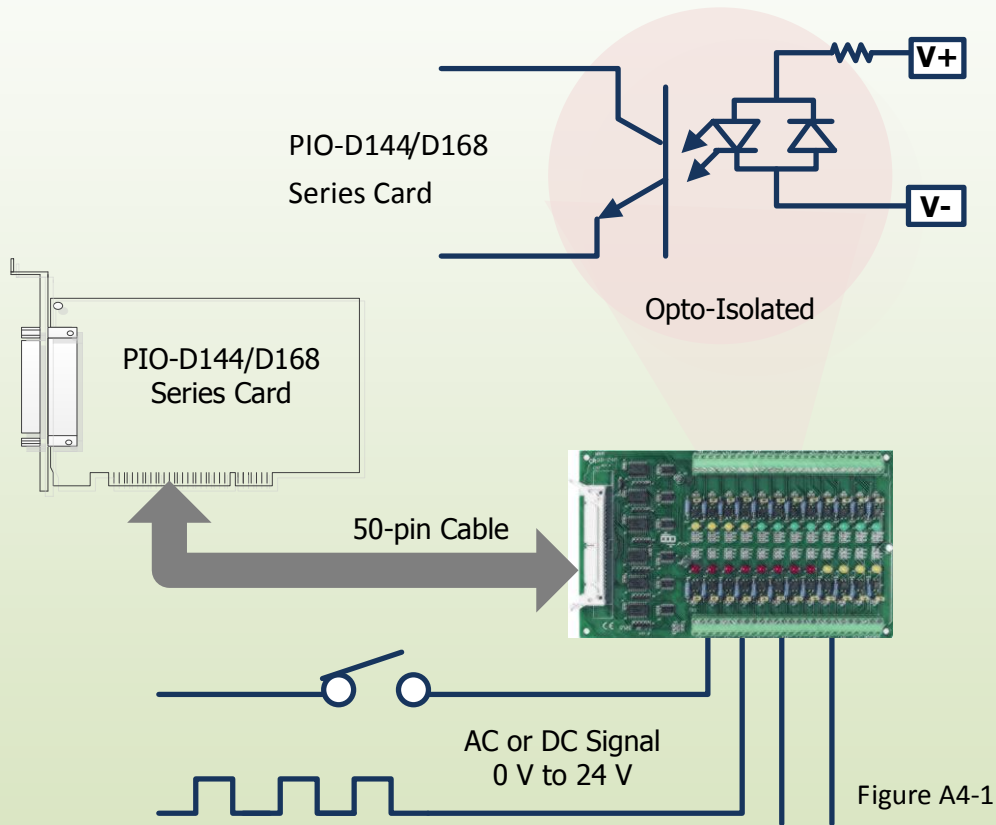 V+
PIO-D144/D168
Series Card
V-
Opto-Isolated
PIO-D144/D168
Series Card
50-pin Cable
CE
AC or DC Signal
0 V to 24 V
Figure A4-1